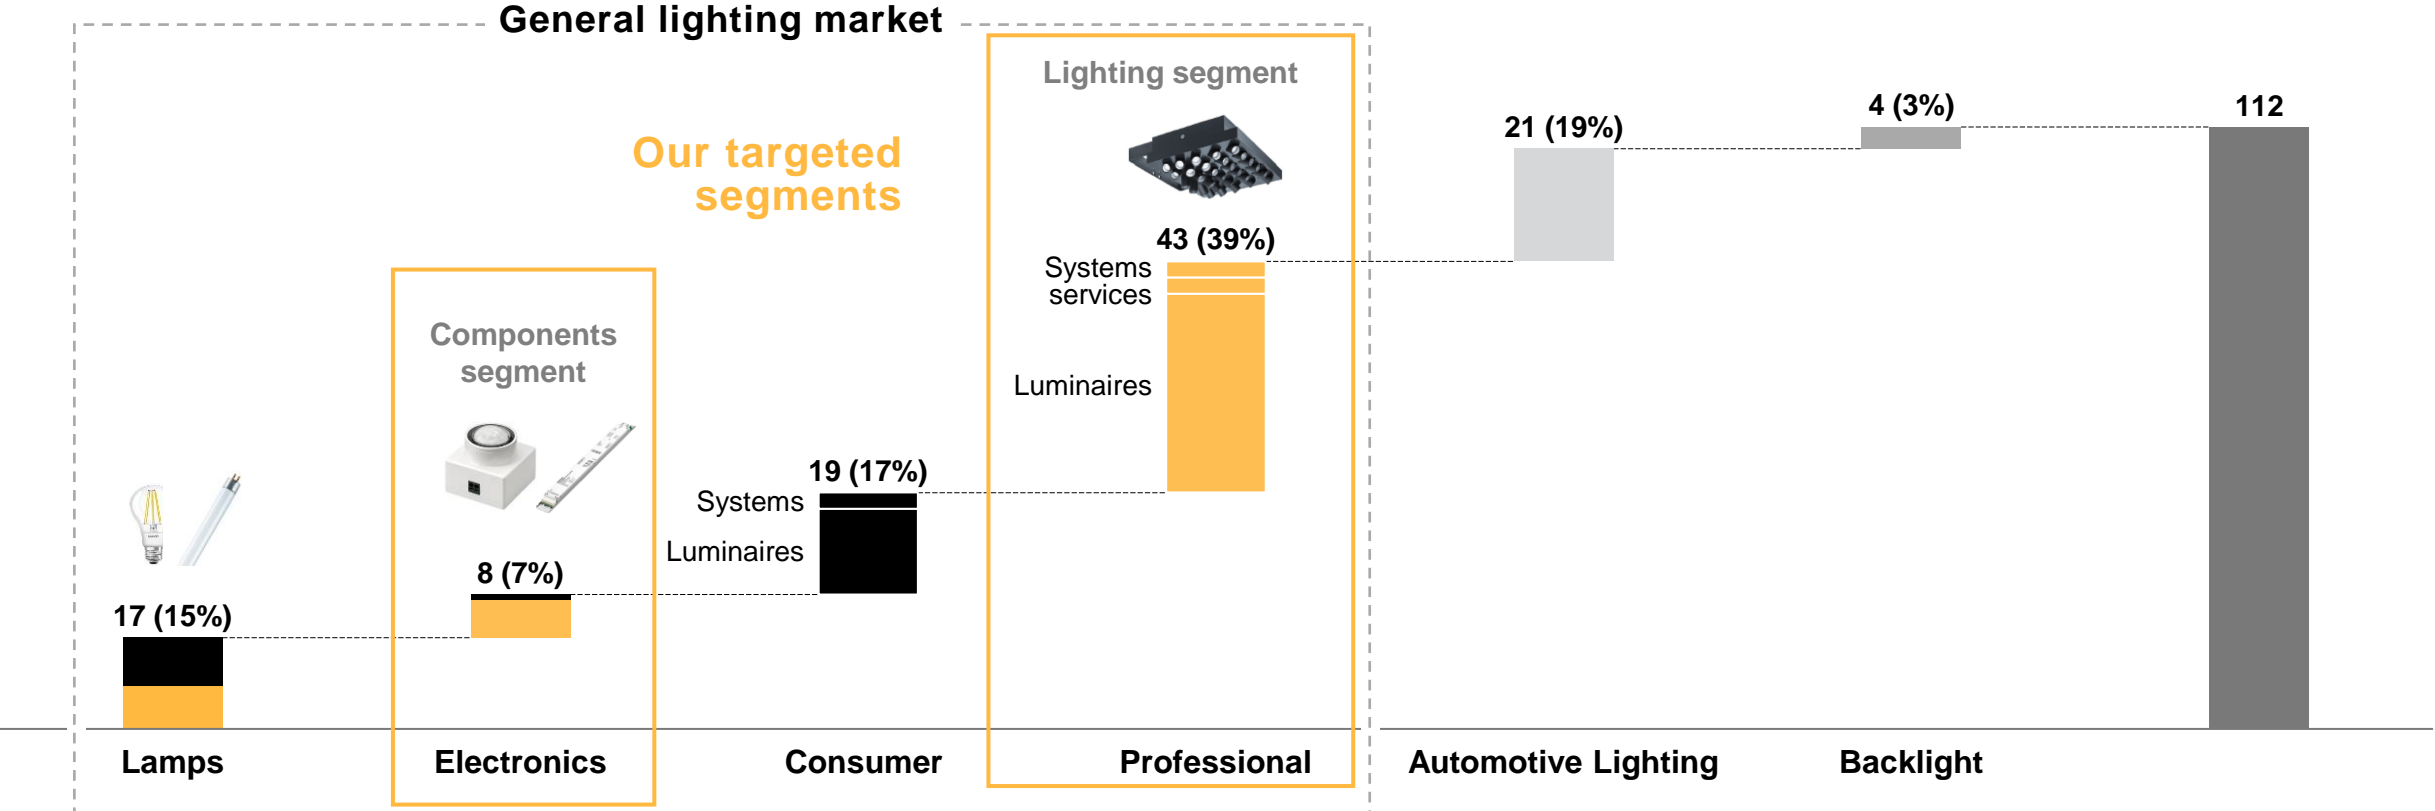 General lighting market
Lighting segment
Our targeted
segments
Components
segment
17 (15%)
8 (7%)
19 (17%)
Systems
Luminaires
43 (39%)
Systems
services
Luminaires
21 (19%)
4 (3%)
112
Lamps
Electronics
Consumer
Professional
Automotive Lighting
Backlight